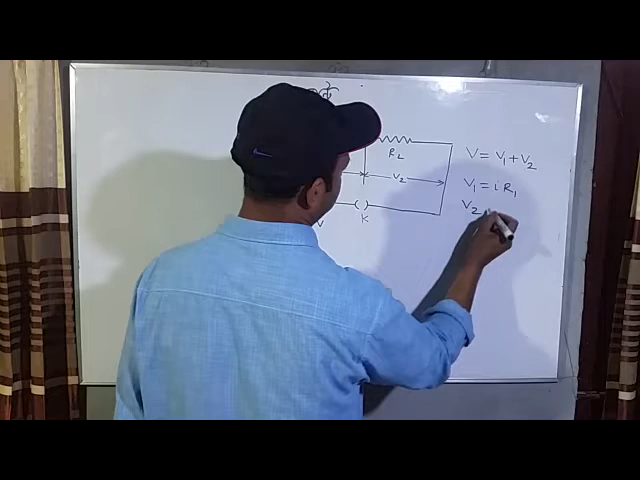 R₂
V₂
K
V
V = V₁ + V₂
V₁ = i R₁
V₂